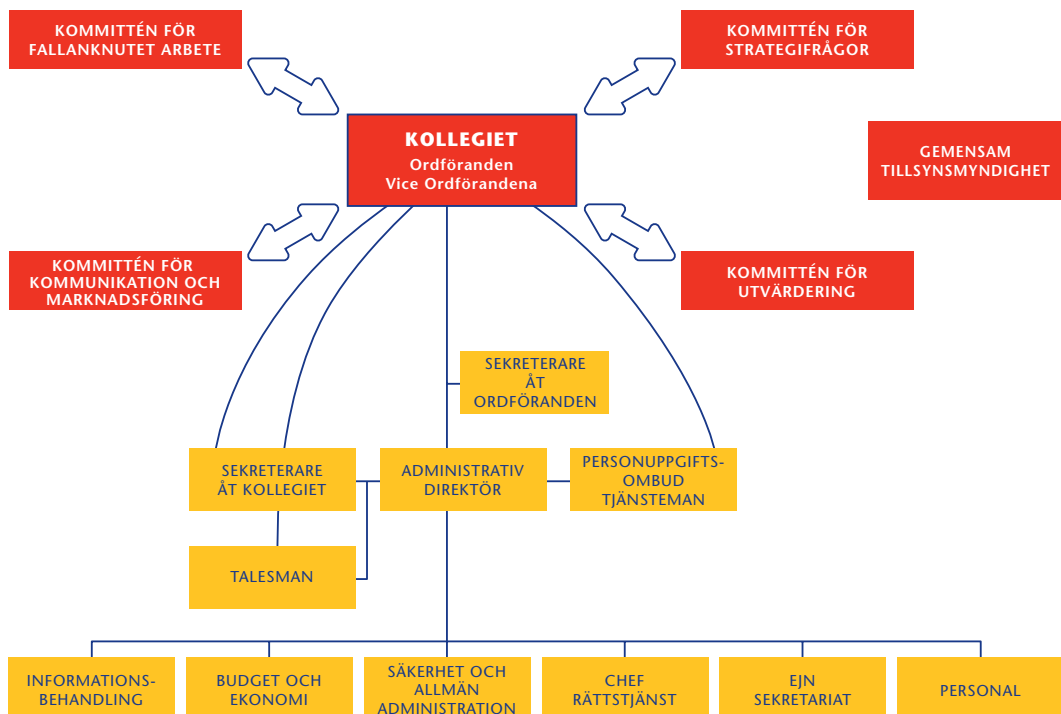 KOMMITTÉN FÖR
FALLANKNUTET ARBETE
KOMMITTÉN FÖR
STRATEGIFRÅGOR
KOLLEGIET
Ordföranden
Vice Ordförandena
GEMENSAM
TILLSYNSMYNDIGHET
KOMMITTÉN FÖR
KOMMUNIKATION OCH
MARKNADSFÖRING
KOMMITTÉN FÖR
UTVÄRDERING
SEKRETERARE
ÅT
ORDFÖRANDEN
SEKRETERARE
ÅT KOLLEGIET
ADMINISTRATIV
DIREKTÖR
PERSONUPPGIFTS-
OMBUD
TJÄNSTEMAN
TALESMAN
INFORMATIONS-
BEHANDLING
BUDGET OCH
EKONOMI
SÄKERHET OCH
ALLMÄN
ADMINISTRATION
CHEF
RÄTTSTJÄNST
EJN
SEKRETARIAT
PERSONAL